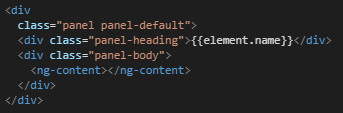 <div
class="panel panel-default">
<div class="panel-heading">{{element.name}}</div>
<div class="panel-body">
<ng-content></ng-content>
</div>
</div>